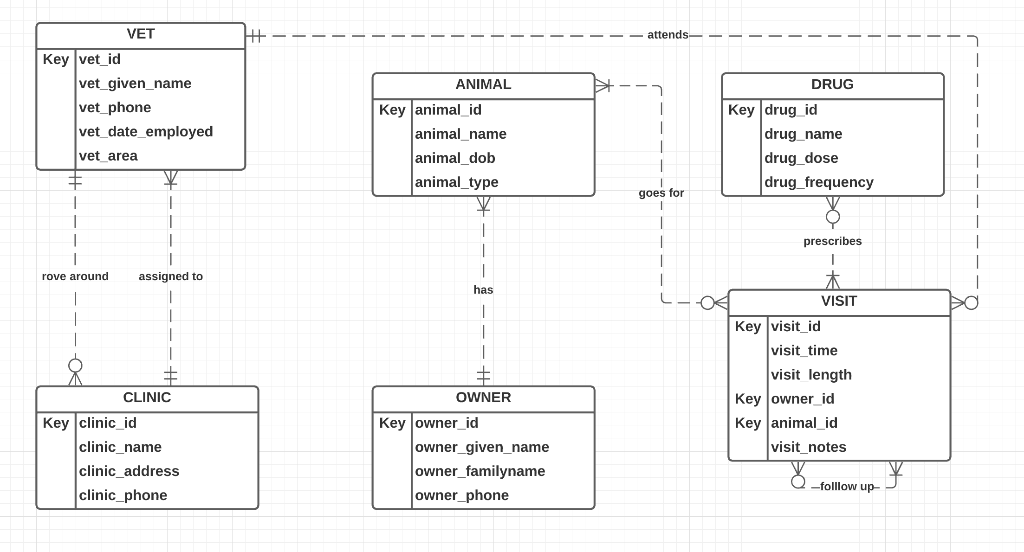 VET
Key vet_id
vet_given_name
vet_phone
vet_date_employed
vet_area
attends
ANIMAL
Key animal_id
animal_name
animal_dob
animal_type
DRUG
Key drug_id
drug_name
drug_dose
drug_frequency
goes for
prescribes
rove around
assigned to
has
VISIT
Key visit_id
visit_time
visit_length
Key owner_id
Key animal_id
visit_notes
folllow up
CLINIC
Key clinic_id
clinic_name
clinic_address
clinic_phone
OWNER
Key owner_id
owner_given_name
owner_familyname
owner_phone